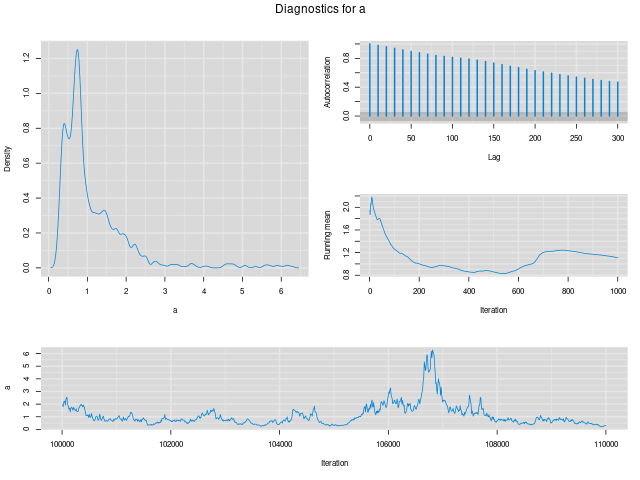 Diagnostics for a
Density
0.0 0.2 0.4 0.6 0.8 1.0 1.2
0 1 2 3 4 5 6
a
Autocorrelation
0.0 0.4 0.8
0 50 100 150 200 250 300
Lag
Running mean
0.8 1.2 1.6 2.0
0 200 400 600 800 1000
Iteration
a
0 1 2 3 4 5 6
100000 102000 104000 106000 108000 110000
Iteration